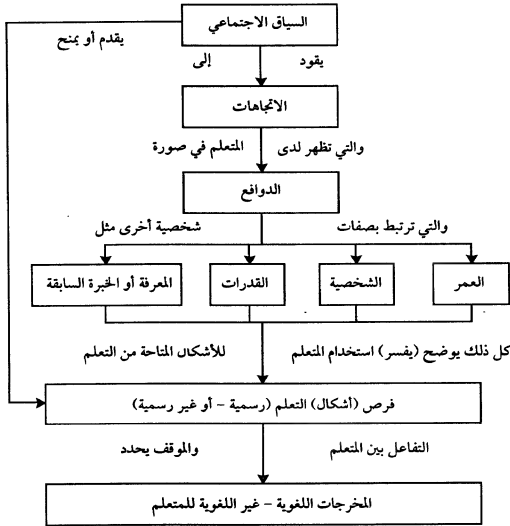 السياق الاجتماعي
يقدم أو يمنح
يقود إلى
الاتجاهات
والتي تظهر لدى المتعلم في صورة
الدوافع
والتي ترتبط بصفات شخصية أخرى مثل
العمر الشخصية القدرات المعرفة أو الخبرة السابقة
كل ذلك يوضح (يفسر) استخدام المتعلم للأشكال المتاحة من التعلم
فرص (أشكال) التعلم (رسمية - أو غير رسمية)
التفاعل بين المتعلم والموقف يحدد
المخرجات اللغوية - غير اللغوية للمتعلم